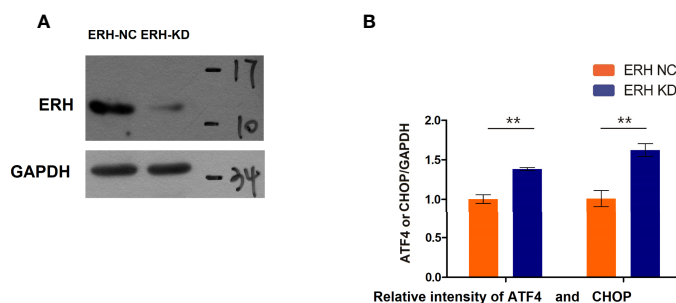 A
ERH-NC ERH-KD
17
ERH
10
GAPDH
34
B
ERH NC
ERH KD
ATF4 or CHOP/GAPDH
2.0
**
**
1.5
1.0
0.5
0.0
Relative intensity of ATF4 and CHOP